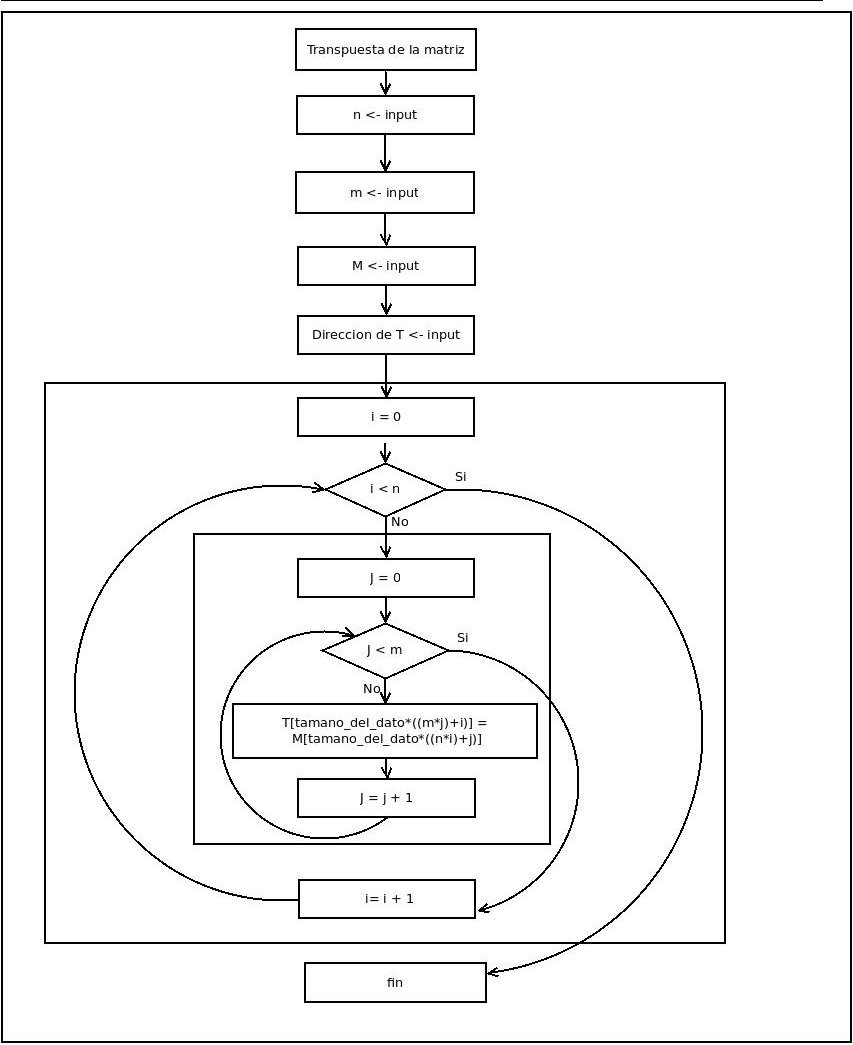 Transpuesta de la matriz
n <- input
m <- input
M <- input
Direccion de T <- input
i = 0
i < n
Si
No
J = 0
J < m
Si
No
T[tamano_del_dato*((m*j)+i)] =
M[tamano_del_dato*((n*i)+j)]
J = j + 1
i= i + 1
fin